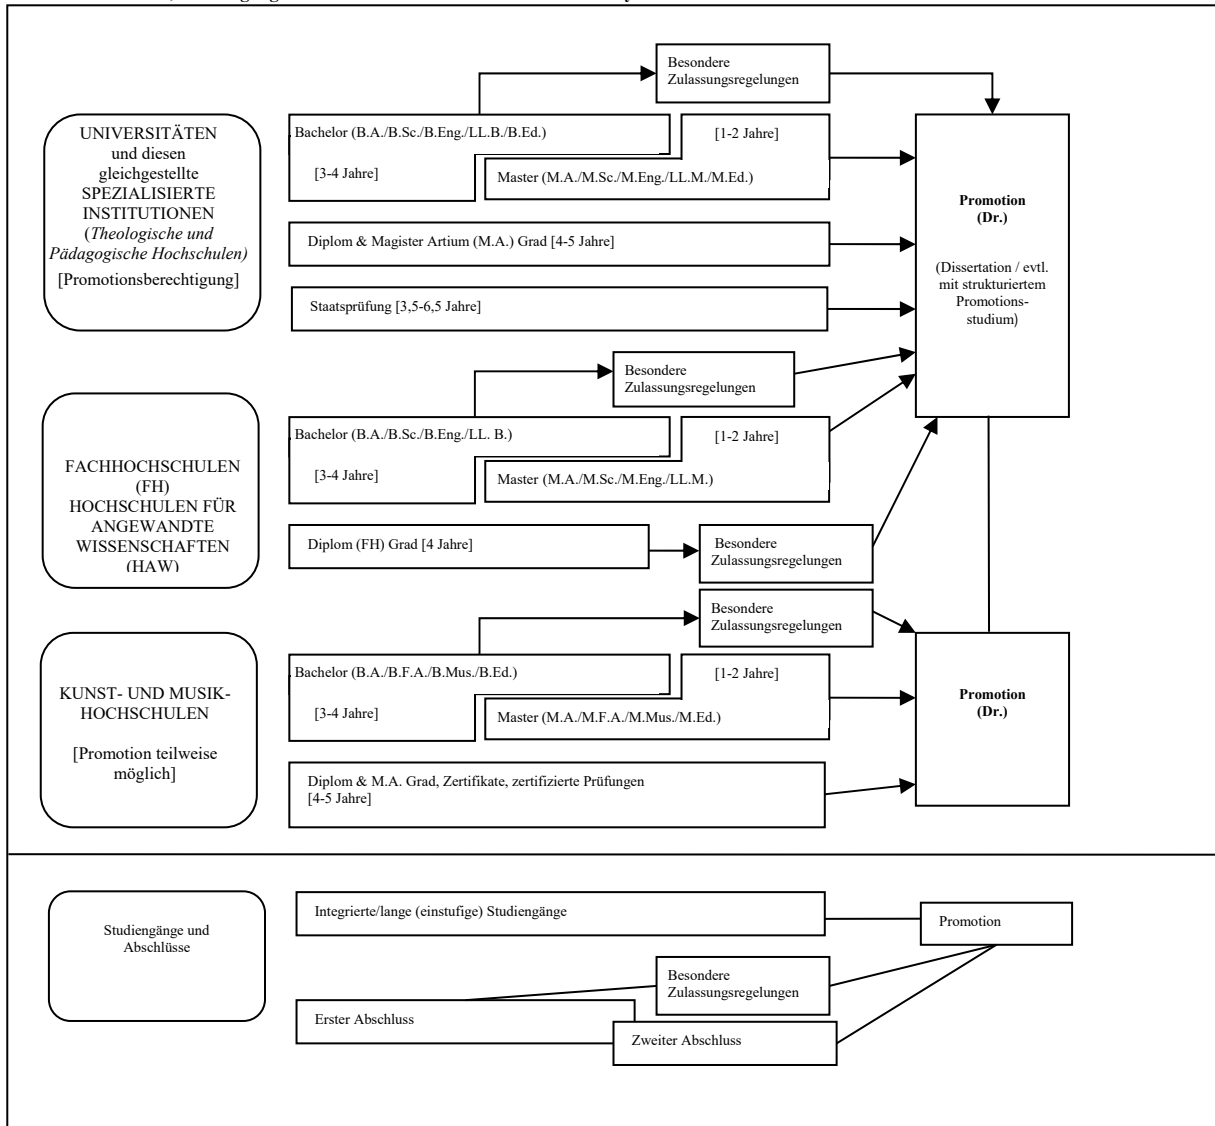 Besondere
Zulassungsregelungen
UNIVERSITÄTEN
und diesen
gleichgestellte
SPEZIALISIERTE
INSTITUTIONEN
(Theologische und
Pädagogische Hochschulen)
[Promotionsberechtigung]
Bachelor (B.A./B.Sc./B.Eng./LL.B./B.Ed.)
[1-2 Jahre]
[3-4 Jahre]
Master (M.A./M.Sc./M.Eng./LL.M./M.Ed.)
Diplom & Magister Artium (M.A.) Grad [4-5 Jahre]
Staatsprüfung [3,5-6,5 Jahre]
Promotion
(Dr.)
(Dissertation / evtl.
mit strukturiertem
Promotions-
studium)
Besondere
Zulassungsregelungen
FACHHOCHSCHULEN
(FH)
HOCHSCHULEN FÜR
ANGEWANDTE
WISSENSCHAFTEN
(HAW)
Bachelor (B.A./B.Sc./B.Eng./LL. B.)
[1-2 Jahre]
[3-4 Jahre]
Master (M.A./M.Sc./M.Eng./LL.M.)
Diplom (FH) Grad [4 Jahre]
Besondere
Zulassungsregelungen
Besondere
Zulassungsregelungen
KUNST- UND MUSIK-
HOCHSCHULEN
[Promotion teilweise
möglich]
Bachelor (B.A./B.F.A./B.Mus./B.Ed.)
[1-2 Jahre]
[3-4 Jahre]
Master (M.A./M.F.A./M.Mus./M.Ed.)
Diplom & M.A. Grad, Zertifikate, zertifizierte Prüfungen
[4-5 Jahre]
Promotion
(Dr.)
Studiengänge und
Abschlüsse
Integrierte/lange (einstufige) Studiengänge
Promotion
Besondere
Zulassungsregelungen
Erster Abschluss
Zweiter Abschluss